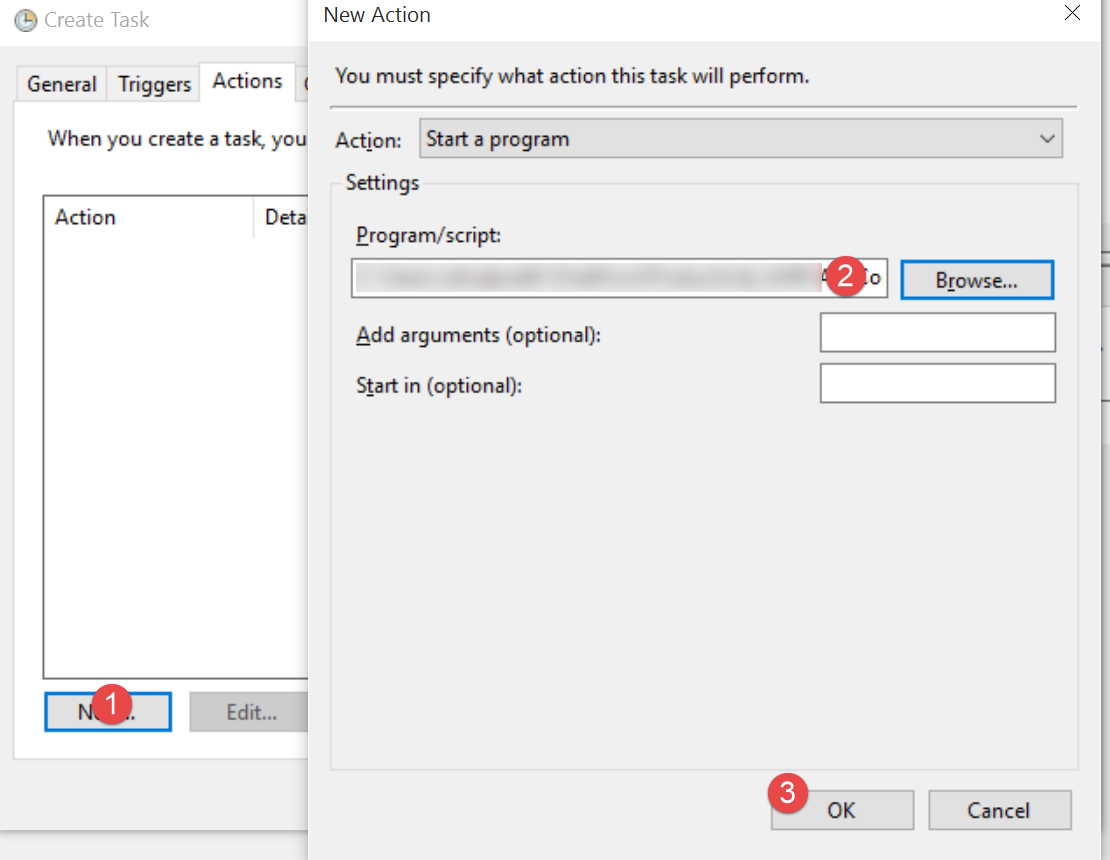 Create Task
General
Triggers
Actions
When you create a task, you
Action
Deta
1
Edit...
New Action
You must specify what action this task will perform.
Action:
Start a program
Settings
Program/script:
2
Browse...
Add arguments (optional):
Start in (optional):
3
OK
Cancel